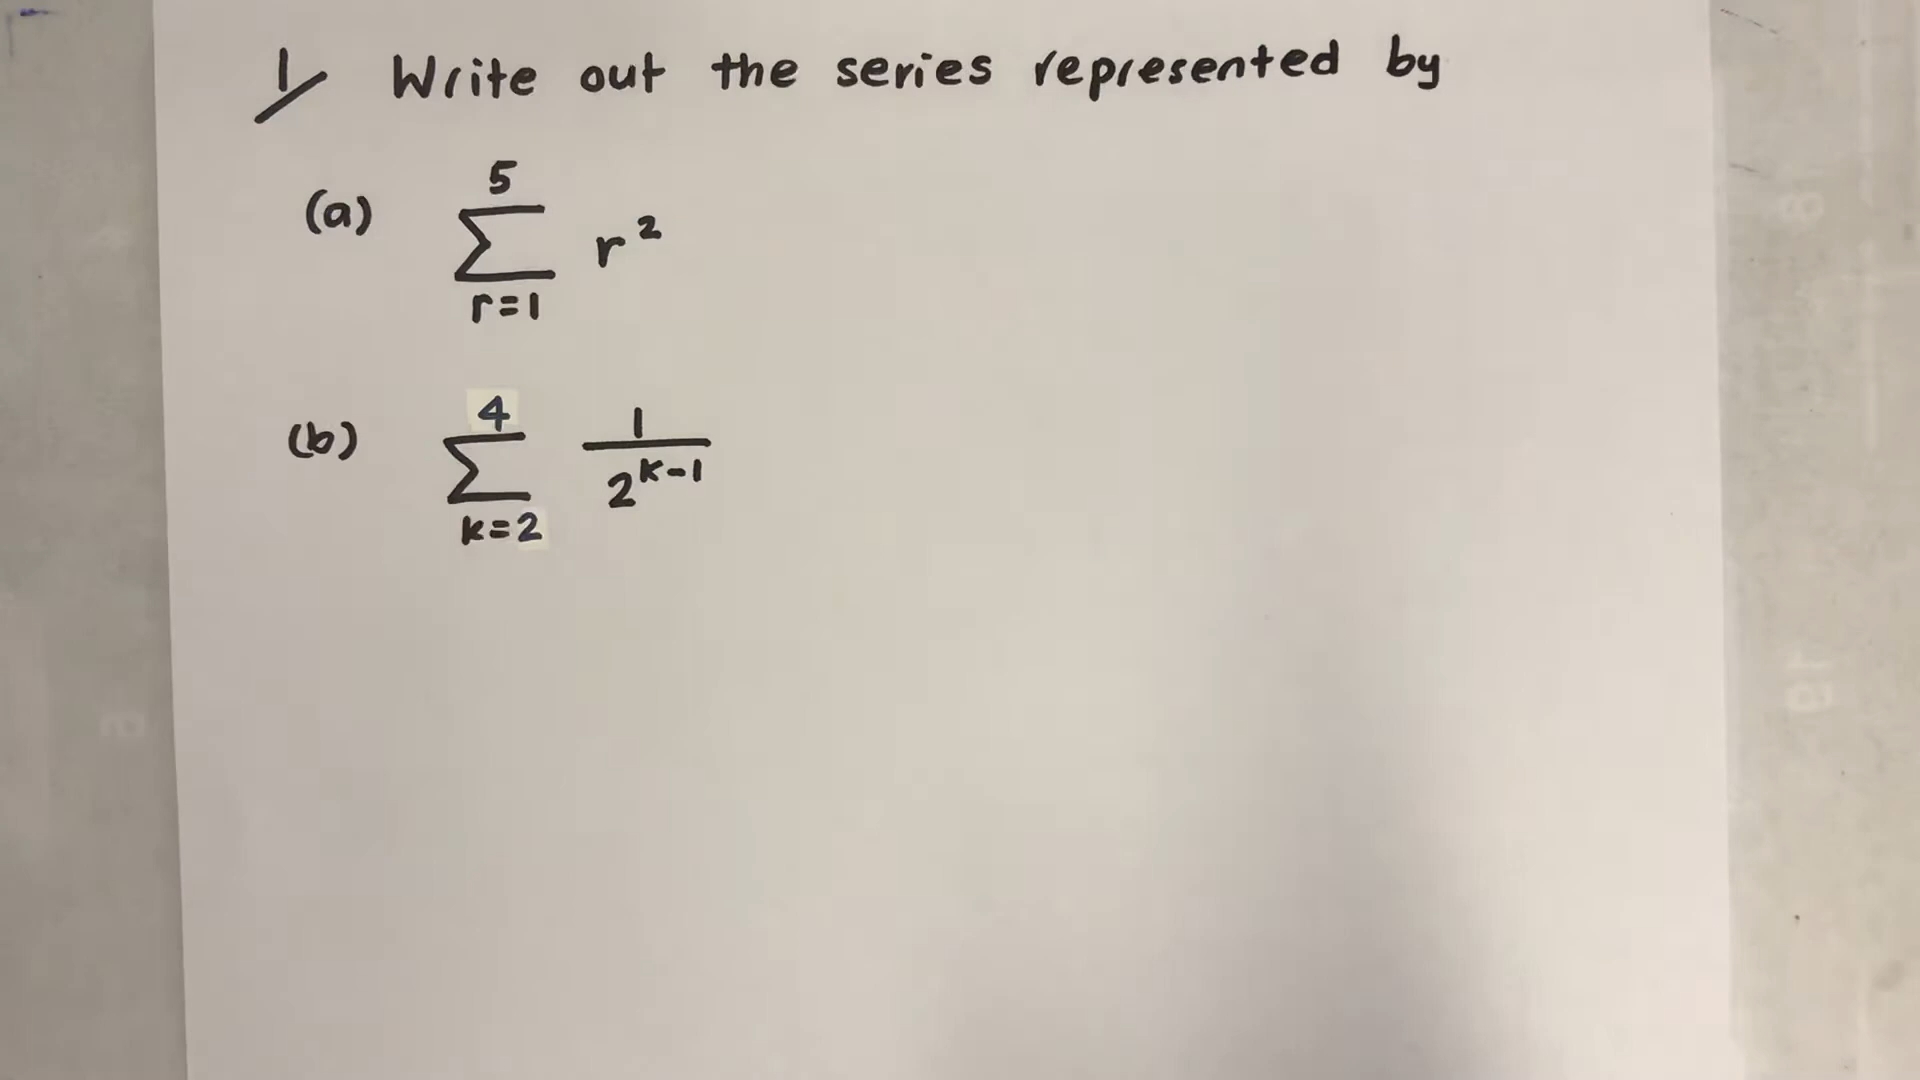 1/ Write out the series represented by
(a) 5
∑ r²
r=1
(b) 4
∑ 1/2^(k-1)
k=2